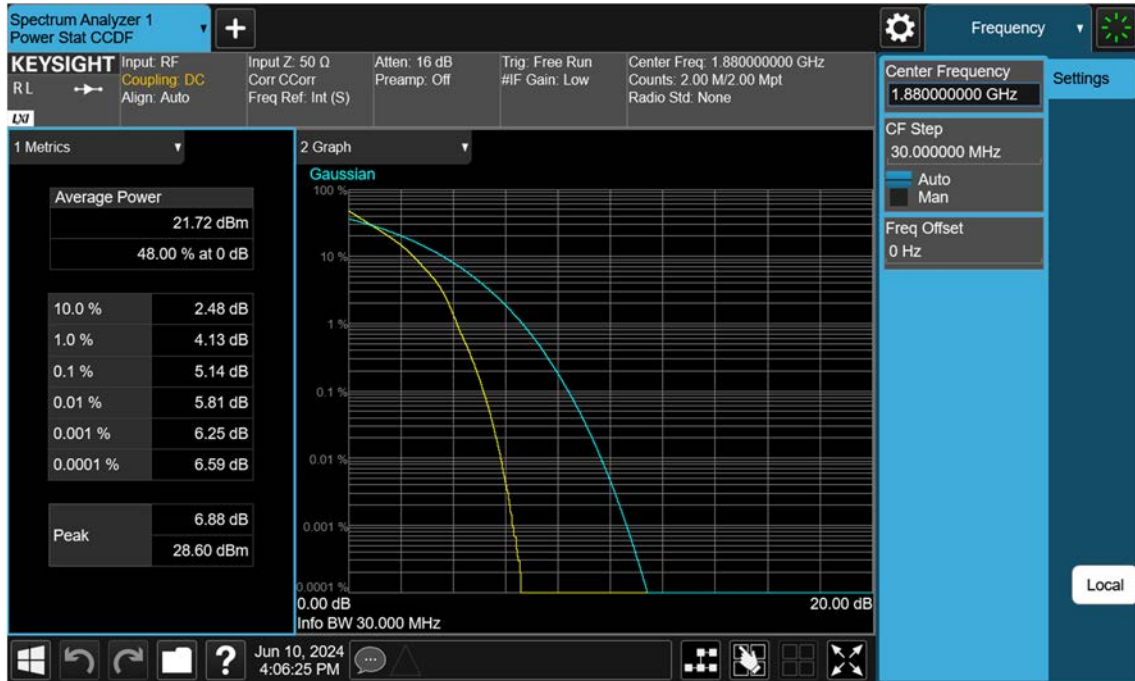 Spectrum Analyzer 1
Power Stat CCDF
+
Frequency
KEYSIGHT
R L
LXI
Input: RF
Coupling: DC
Align: Auto
Input Z: 50 Ω
Corr CCorr
Freq Ref: Int (S)
Atten: 16 dB
Preamp: Off
Trig: Free Run
#IF Gain: Low
Center Freq: 1.880000000 GHz
Counts: 2.00 M/2.00 Mpt
Radio Std: None
Center Frequency
1.880000000 GHz
Settings
CF Step
30.000000 MHz
Auto
Man
Freq Offset
0 Hz
Local
1 Metrics
Average Power
21.72 dBm
48.00 % at 0 dB
10.0 % 2.48 dB
1.0 % 4.13 dB
0.1 % 5.14 dB
0.01 % 5.81 dB
0.001 % 6.25 dB
0.0001 % 6.59 dB
Peak
6.88 dB
28.60 dBm
2 Graph
Gaussian
100 %
10 %
1 %
0.1 %
0.01 %
0.001 %
0.0001 %
0.00 dB 20.00 dB
Info BW 30.000 MHz
?
Jun 10, 2024
4:06:25 PM